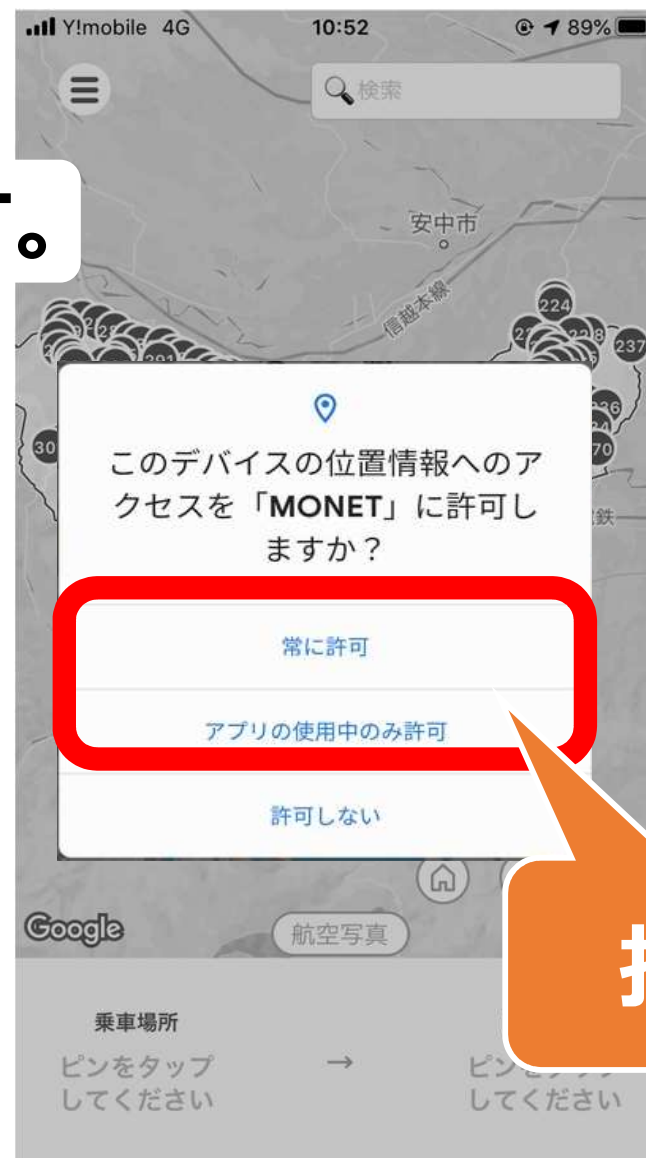 Y!mobile 4G 10:52 89%
検索
。
安中市
信越本線
224
237
30
70
鉄
このデバイスの位置情報へのア
クセスを「MONET」に許可し
ますか？
常に許可
アプリの使用中のみ許可
許可しない
Google
航空写真
乗車場所
ピンをタップ → 
してください
してください